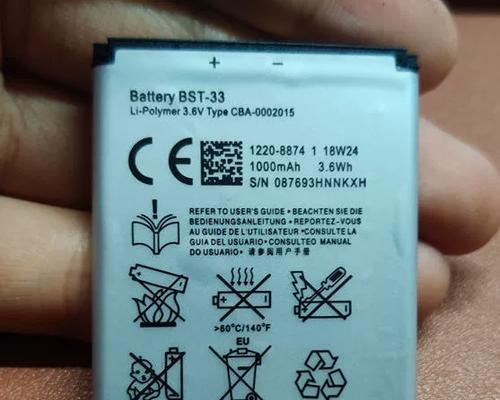 + −
Battery BST-33
Li-Polymer 3.6V Type CBA-0002015
CE
1220-8874 1 18W24
1000mAh 3.6Wh
S/N 087693HNNKXH
REFER TO USER'S GUIDE • BEACHTEN SIE DIE
BEDIENUNGSANLEITUNG • REPORTEZ-VOUS
AU GUIDE DE L'UTILISATEUR • CONSULTE LA
GUIA DEL USUARIO • CONSULTEO MANUAL
DO USUARIO • 请参阅用户手册
>60°C/140°F
EU